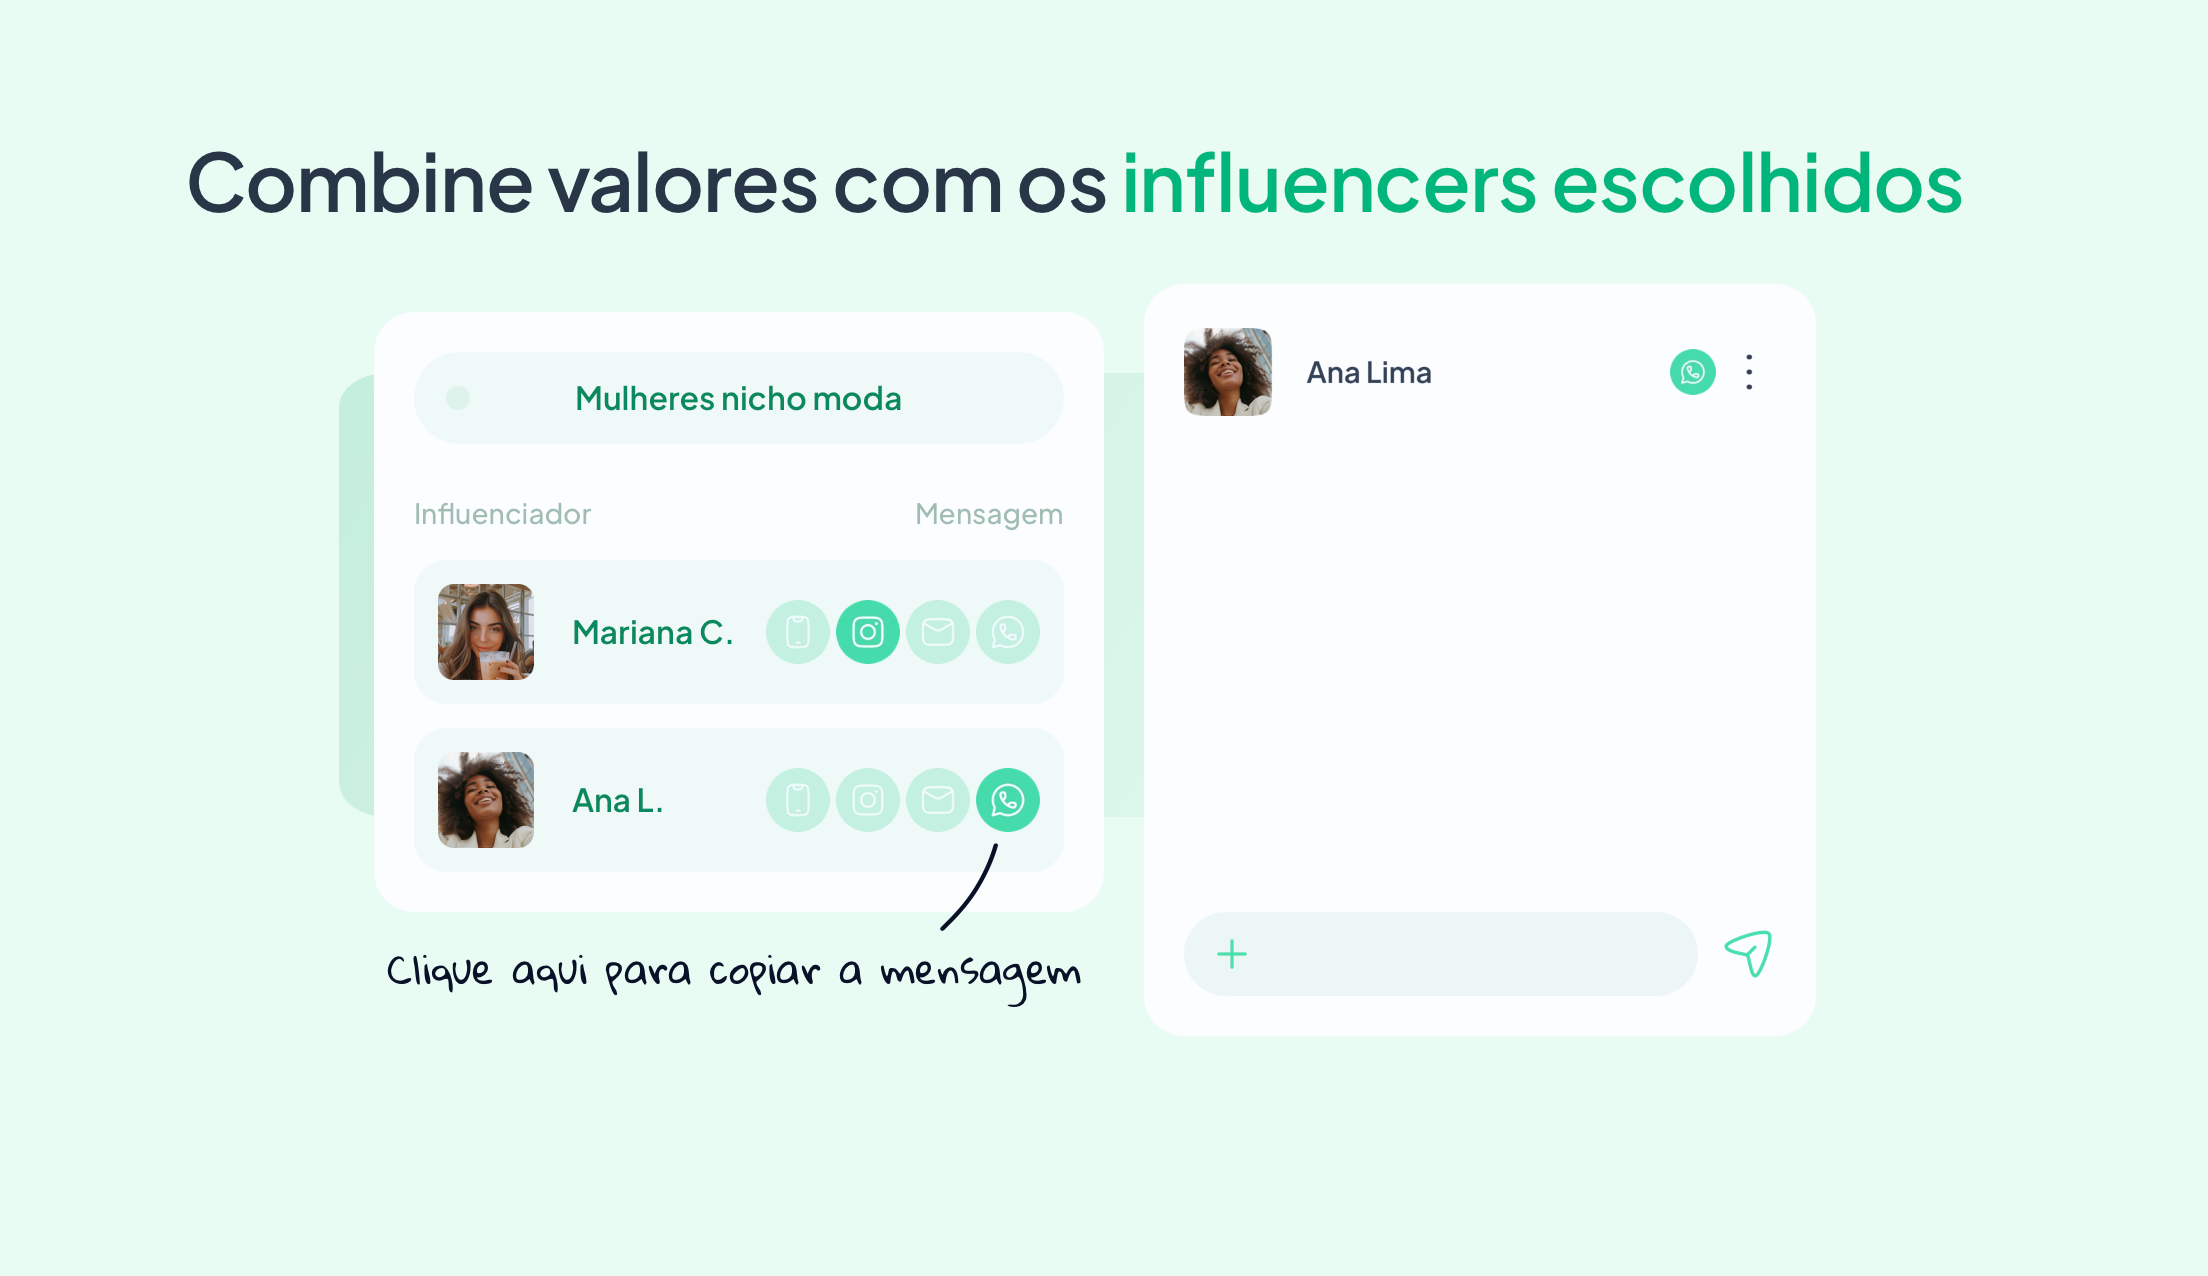 Combine valores com os influencers escolhidos
Mulheres nicho moda
Influenciador Mensagem
Mariana C.
Ana L.
Clique aqui para copiar a mensagem
Ana Lima